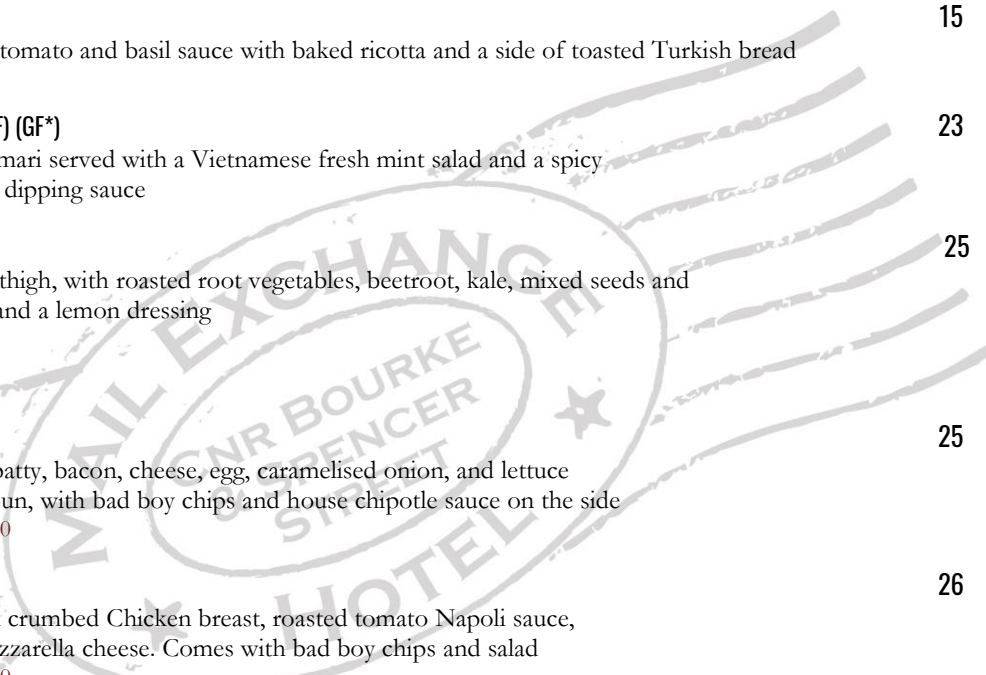 15
tomato and basil sauce with baked ricotta and a side of toasted Turkish bread
F) (GF*)
23
mari served with a Vietnamese fresh mint salad and a spicy
dipping sauce
25
thigh, with roasted root vegetables, beetroot, kale, mixed seeds and
and a lemon dressing
MAIL EXCHANGE
CNR BOURKE
& SPENCER
STREET
HOTEL
25
patty, bacon, cheese, egg, caramelised onion, and lettuce
un, with bad boy chips and house chipotle sauce on the side
0
26
crumbed Chicken breast, roasted tomato Napoli sauce,
zzarella cheese. Comes with bad boy chips and salad